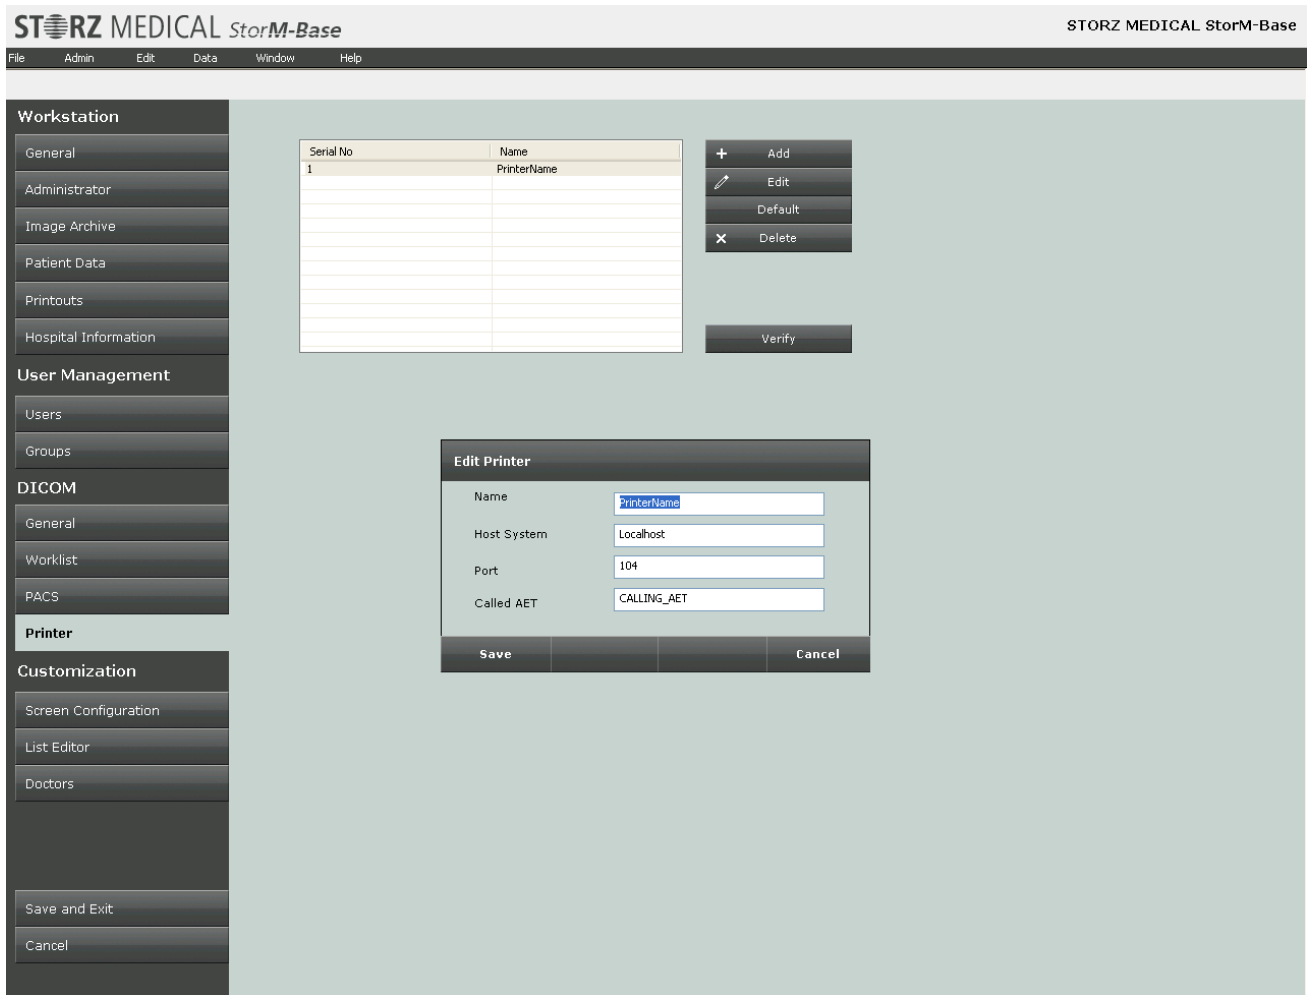 STORZ MEDICAL StorM-Base
STORZ MEDICAL StorM-Base
File Admin Edit Data Window Help
Workstation
General
Administrator
Image Archive
Patient Data
Printouts
Hospital Information
User Management
Users
Groups
DICOM
General
Worklist
PACS
Printer
Customization
Screen Configuration
List Editor
Doctors
Save and Exit
Cancel
Serial No Name
1 PrinterName
Add
Edit
Default
Delete
Verify
Edit Printer
Name PrinterName
Host System Localhost
Port 104
Called AET CALLING_AET
Save Cancel